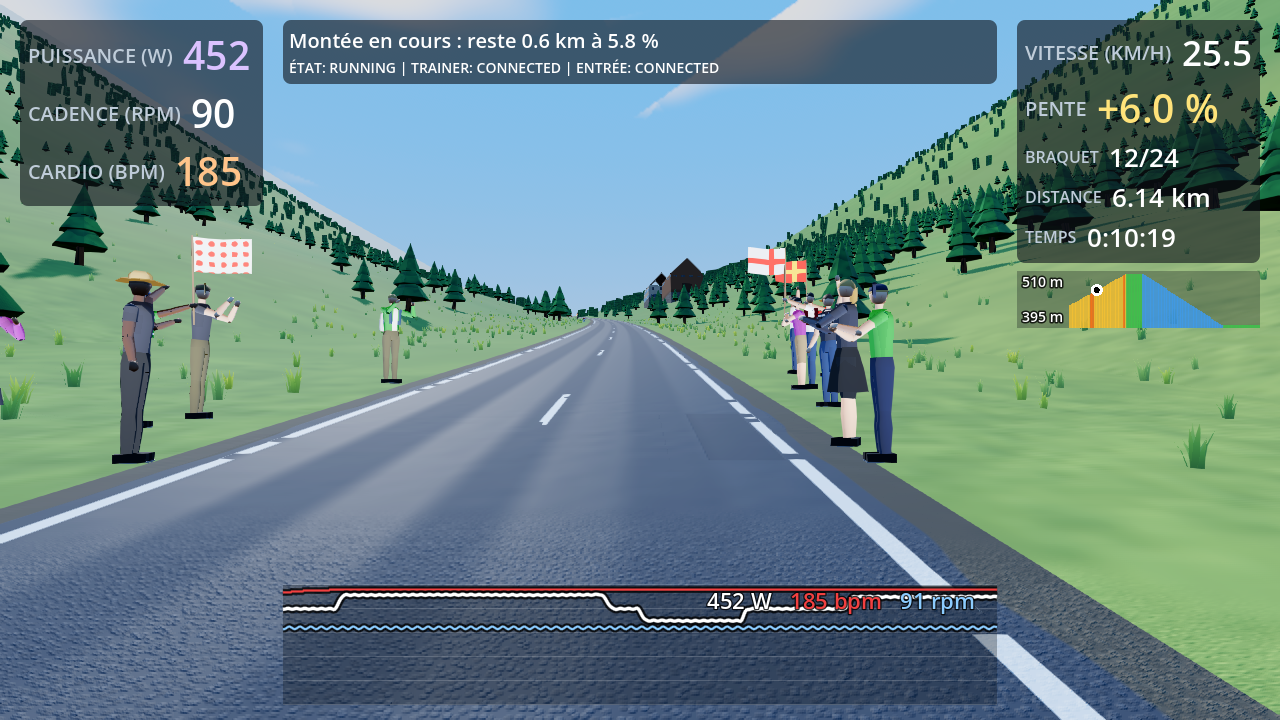 PUISSANCE (W) 452
CADENCE (RPM) 90
CARDIO (BPM) 185
Montée en cours : reste 0.6 km à 5.8 %
ÉTAT: RUNNING | TRAINER: CONNECTED | ENTRÉE: CONNECTED
VITESSE (KM/H) 25.5
PENTE +6.0 %
BRAQUET 12/24
DISTANCE 6.14 km
TEMPS 0:10:19
510 m
395 m
452 W 185 bpm 91 rpm